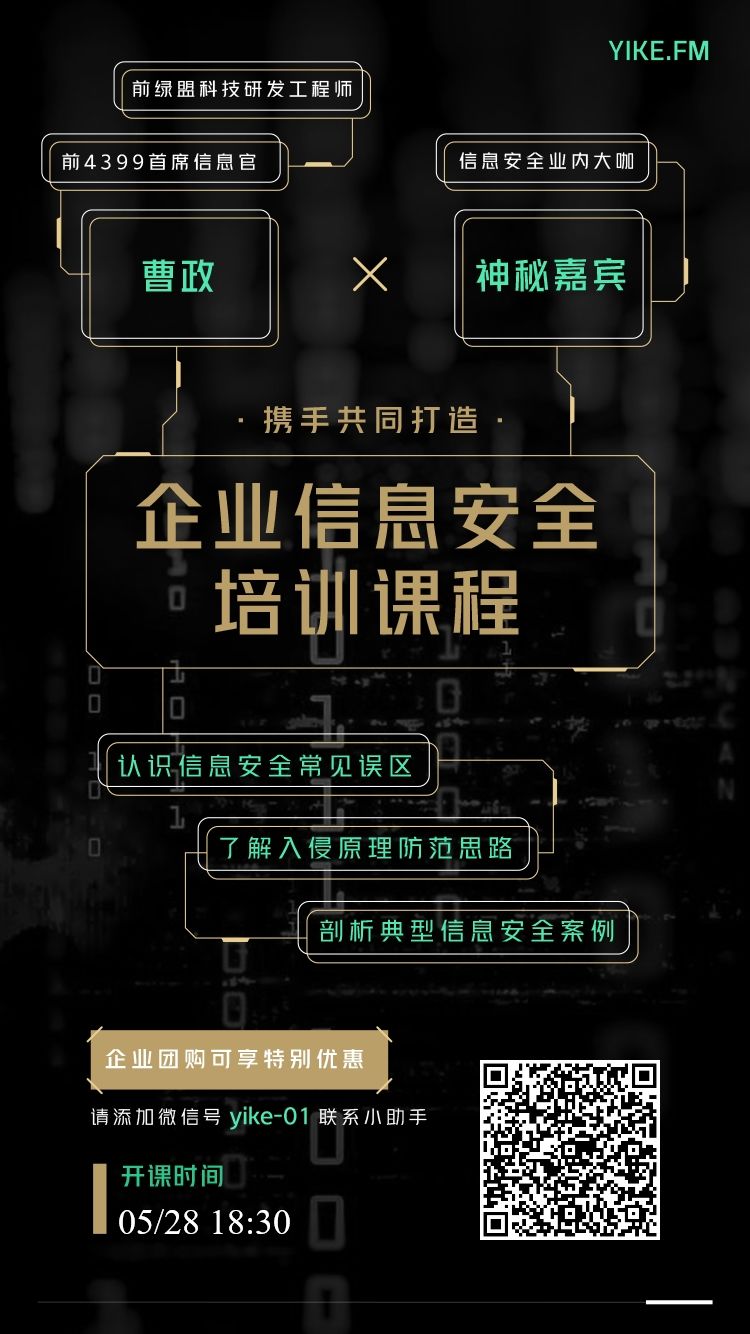 YIKE.FM
前绿盟科技研发工程师
前4399首席信息官
信息安全业内大咖
曹政
神秘嘉宾
· 携手共同打造 ·
企业信息安全
培训课程
认识信息安全常见误区
了解入侵原理防范思路
剖析典型信息安全案例
企业团购可享特别优惠
请添加微信号 yike-01 联系小助手
开课时间
05/28 18:30